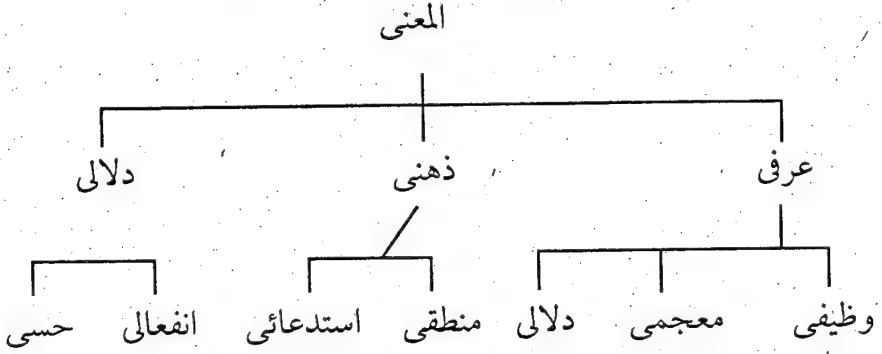 المعنى
عرفى ذهنى دلالى
وظيفى معجمى دلالى منطقى استدعائى انفعالى حسى